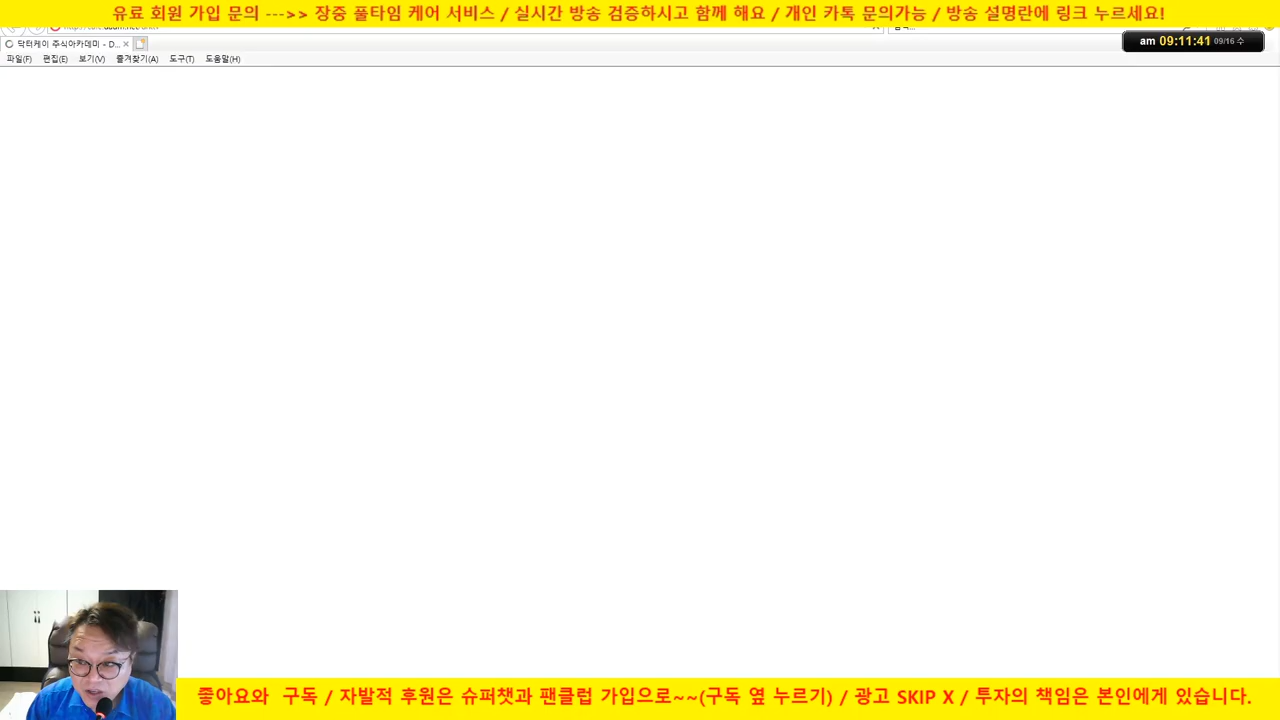 유료 회원 가입 문의 --->> 장중 풀타임 케어 서비스 / 실시간 방송 검증하시고 함께 해요 / 개인 카톡 문의가능 / 방송 설명란에 링크 누르세요!
닥터케이 주식아카데미 - D...
am 09:11:41 09/16 수
파일(F) 편집(E) 보기(V) 즐겨찾기(A) 도구(T) 도움말(H)
좋아요와 구독 / 자발적 후원은 슈퍼챗과 팬클럽 가입으로~~(구독 옆 누르기) / 광고 SKIP X / 투자의 책임은 본인에게 있습니다.